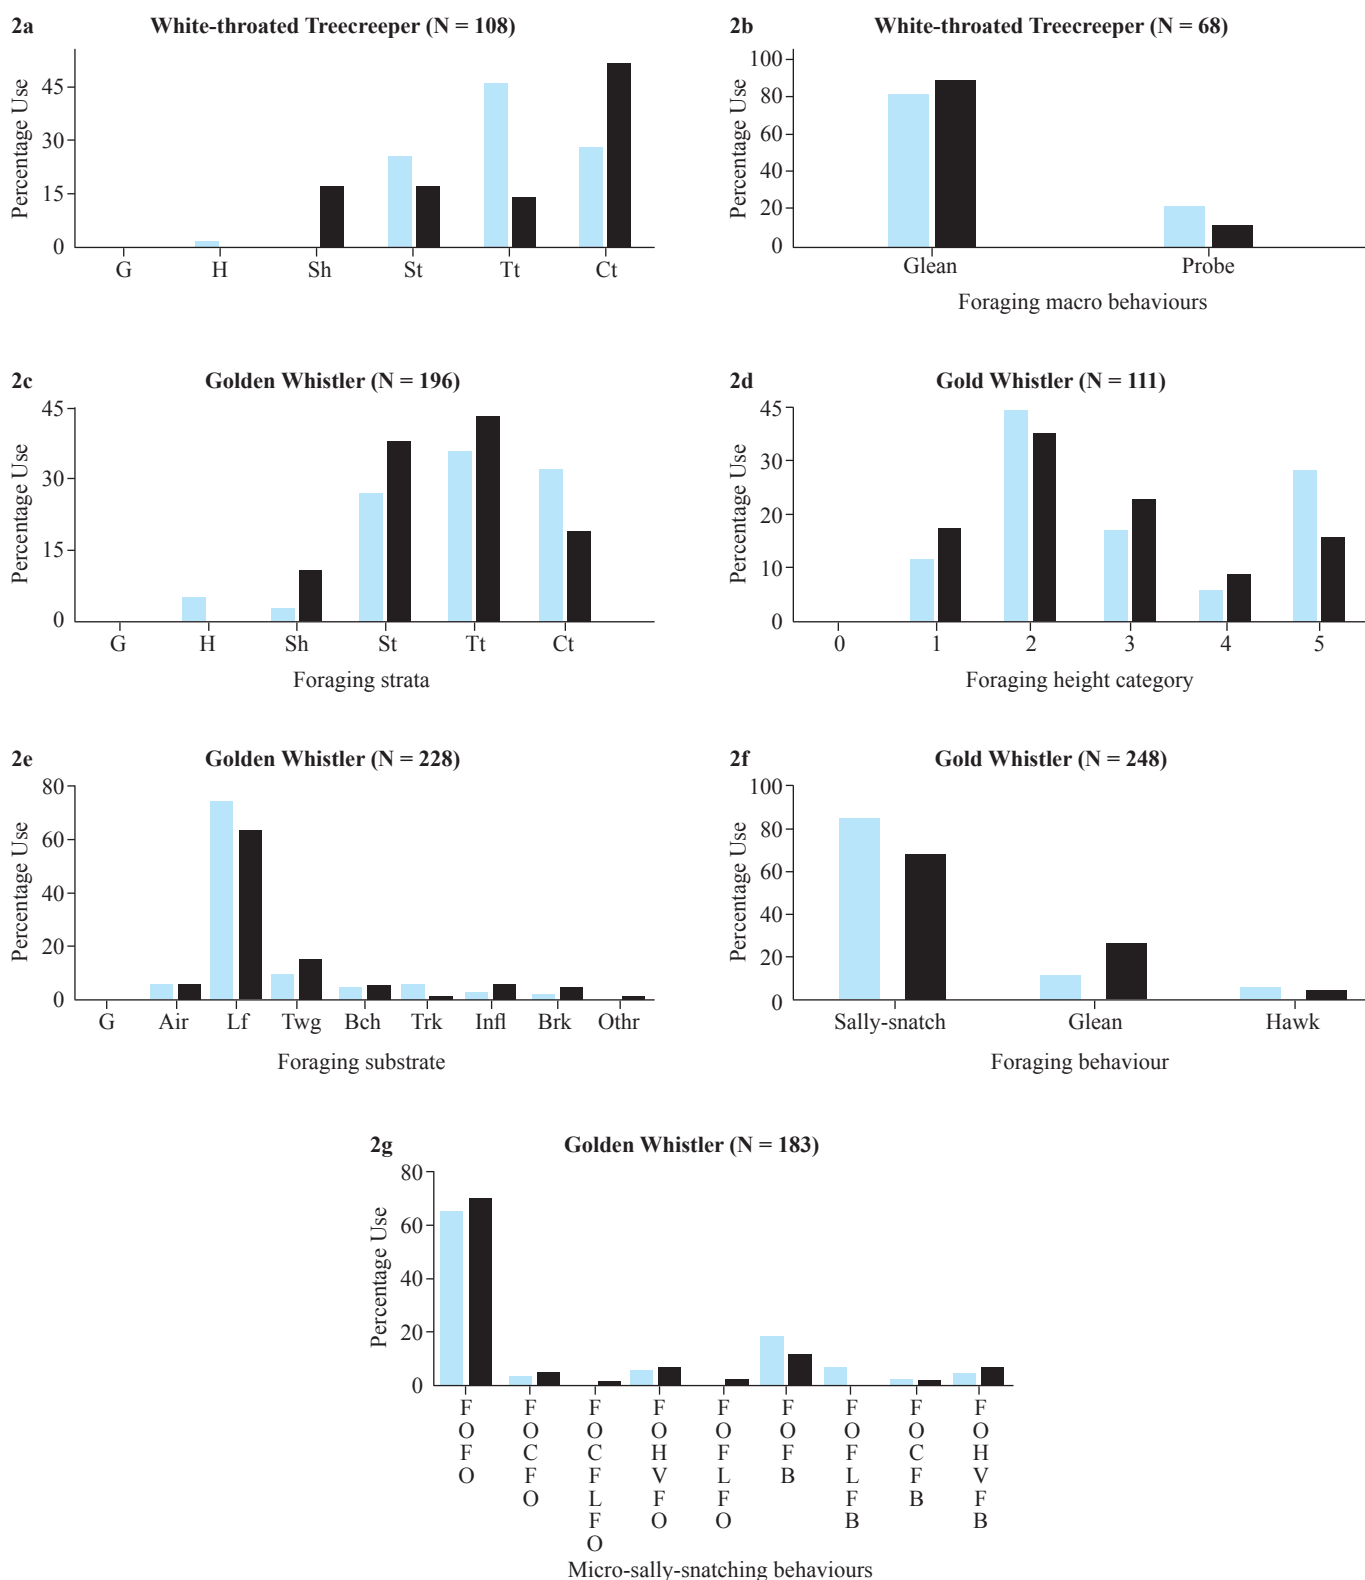 2a White-throated Treecreeper (N = 108)
Percentage Use
45
30
15
0
G H Sh St Tt Ct
2b White-throated Treecreeper (N = 68)
Percentage Use
100
80
60
40
20
0
Glean Probe
Foraging macro behaviours
2c Golden Whistler (N = 196)
Percentage Use
45
30
15
0
G H Sh St Tt Ct
Foraging strata
2d Gold Whistler (N = 111)
Percentage Use
45
30
20
10
0
0 1 2 3 4 5
Foraging height category
2e Golden Whistler (N = 228)
Percentage Use
80
60
40
20
0
G Air Lf Twg Bch Trk Infl Brk Othr
Foraging substrate
2f Gold Whistler (N = 248)
Percentage Use
100
80
60
40
20
0
Sally-snatch Glean Hawk
Foraging behaviour
2g Golden Whistler (N = 183)
Percentage Use
80
60
40
20
0
FOFO
FOCFO
FOCFLFO
FOHVFO
FOFLFO
FOFB
FOFLFB
FOCFB
FOHVFB
Micro-sally-snatching behaviours